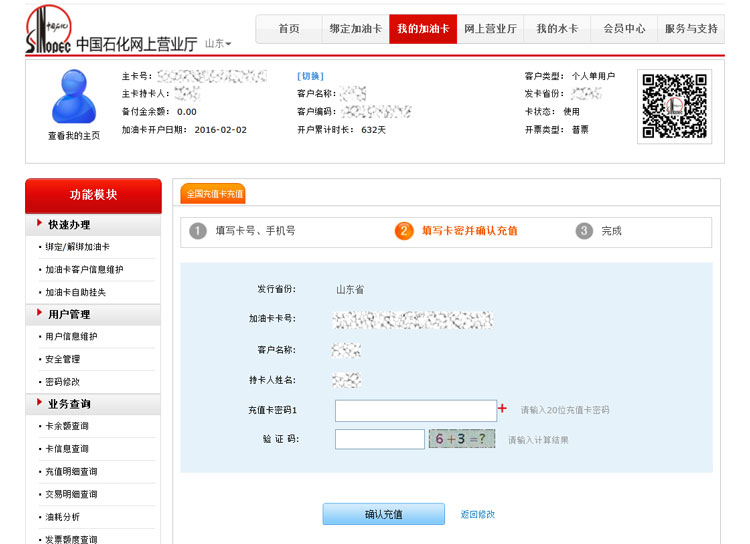 SINOPEC 中国石化网上营业厅 山东
首页 绑定加油卡 我的加油卡 网上营业厅 我的水卡 会员中心 服务与支持
主卡号： [切换] 客户类型： 个人单用户
主卡持卡人： 客户名称： 发卡省份：
备付金余额： 0.00 客户编码： 卡状态： 使用
查看我的主页 加油卡开户日期： 2016-02-02 开户累计时长： 632天 开票类型： 普票
功能模块
快速办理
• 绑定/解绑加油卡
• 加油卡客户信息维护
• 加油卡自助挂失
用户管理
• 用户信息维护
• 安全管理
• 密码修改
业务查询
• 卡余额查询
• 卡信息查询
• 充值明细查询
• 交易明细查询
• 油耗分析
• 发票额度查询
全国充值卡充值
1 填写卡号、手机号 2 填写卡密并确认充值 3 完成
发行省份： 山东省
加油卡卡号：
客户名称：
持卡人姓名：
充值卡密码1 + 请输入20位充值卡密码
验 证 码： 6+3=? 请输入计算结果
确认充值 返回修改